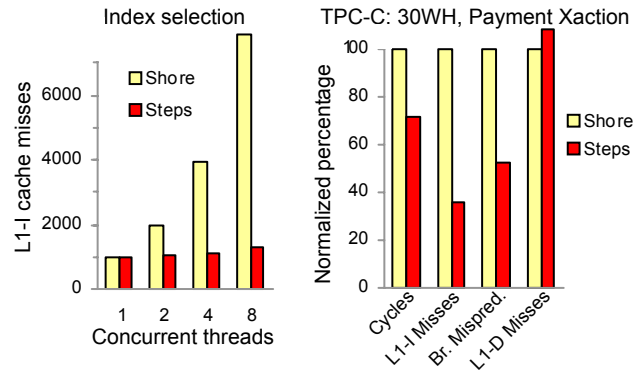 Index selection
L1-I cache misses
6000
4000
2000
0
Shore
Steps
1 2 4 8
Concurrent threads
TPC-C: 30WH, Payment Xaction
Normalized percentage
100
80
60
40
20
0
Shore
Steps
Cycles
L1-I Misses
Br. Mispred.
L1-D Misses